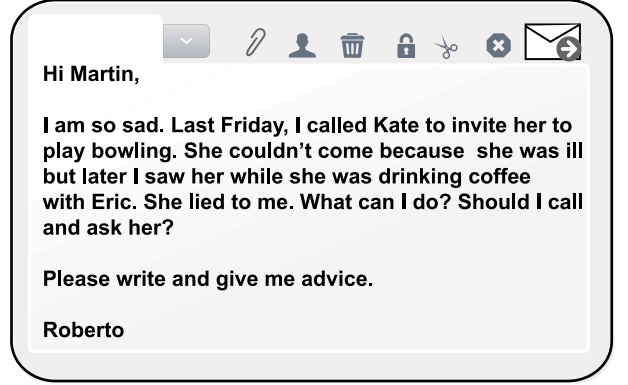 Hi Martin,
I am so sad. Last Friday, I called Kate to invite her to
play bowling. She couldn’t come because she was ill
but later I saw her while she was drinking coffee
with Eric. She lied to me. What can I do? Should I call
and ask her?
Please write and give me advice.
Roberto